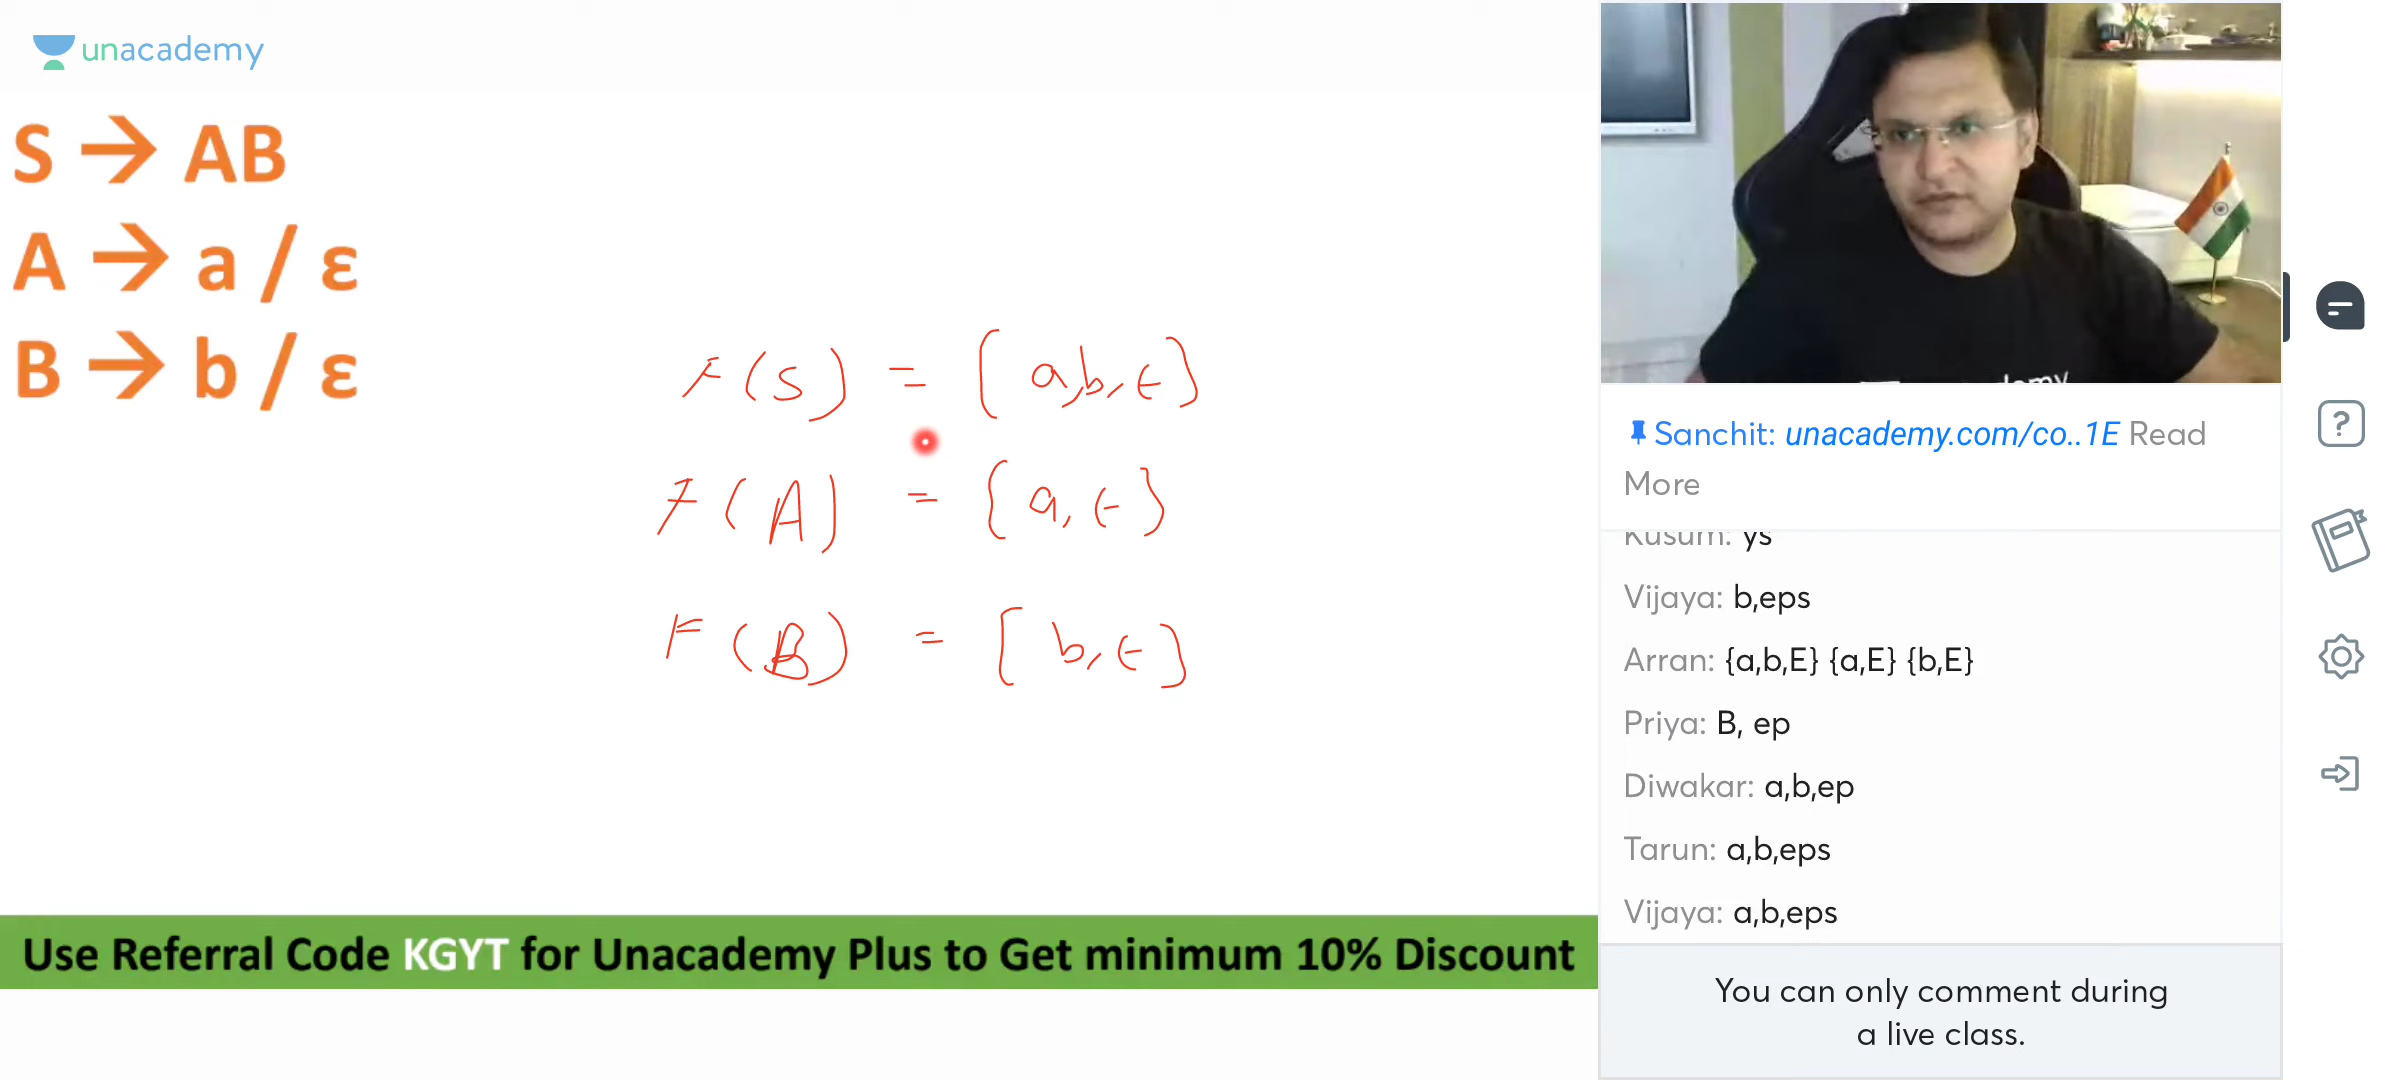 unacademy
S → AB
A → a / ε
B → b / ε
F(S) = {a,b,ϵ}
F(A) = {a,ϵ}
F(B) = {b,ϵ}
Use Referral Code KGYT for Unacademy Plus to Get minimum 10% Discount
Sanchit: unacademy.com/co..1E Read
More
Kusum: ys
Vijaya: b,eps
Arran: {a,b,E} {a,E} {b,E}
Priya: B, ep
Diwakar: a,b,ep
Tarun: a,b,eps
Vijaya: a,b,eps
You can only comment during
a live class.